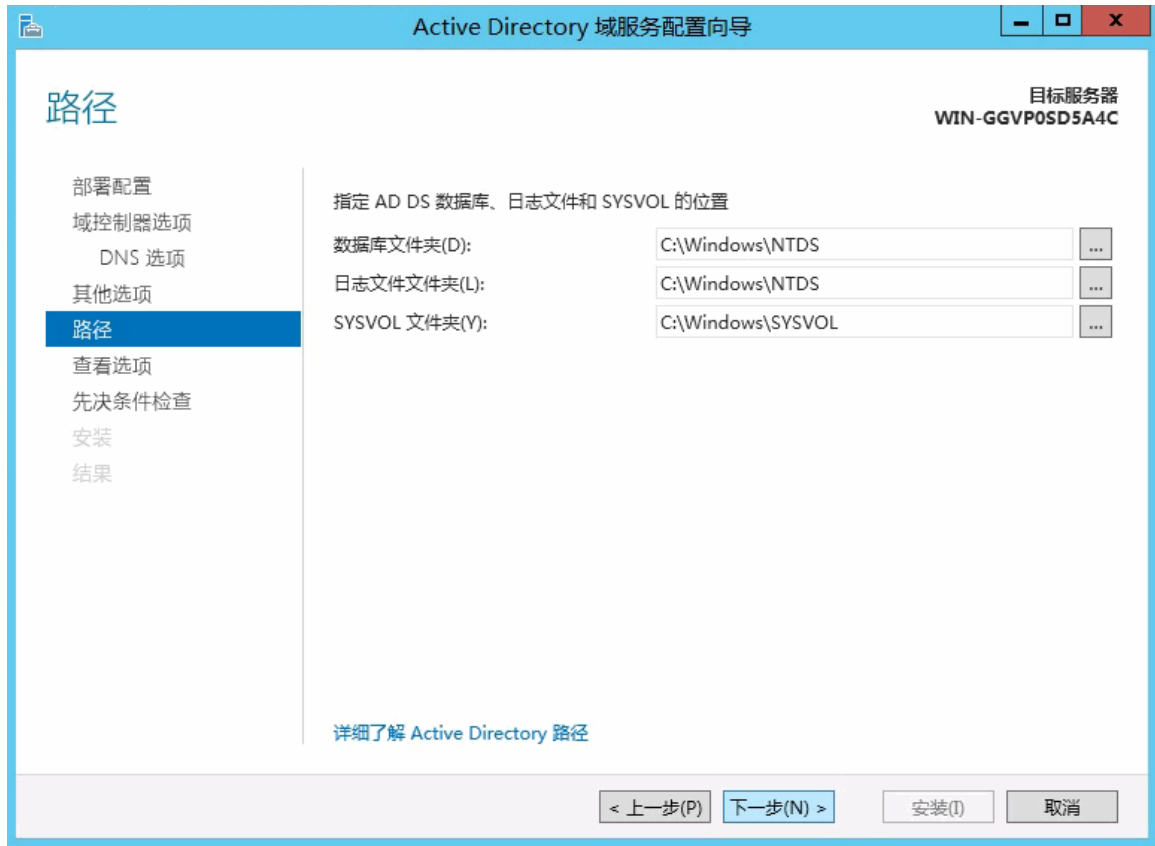 Active Directory 域服务配置向导
路径
目标服务器
WIN-GGVP0SD5A4C
部署配置
域控制器选项
DNS 选项
其他选项
路径
查看选项
先决条件检查
安装
结果
指定 AD DS 数据库、日志文件和 SYSVOL 的位置
数据库文件夹(D): C:\Windows\NTDS ...
日志文件文件夹(L): C:\Windows\NTDS ...
SYSVOL 文件夹(Y): C:\Windows\SYSVOL ...
详细了解 Active Directory 路径
< 上一步(P) 下一步(N) > 安装(I) 取消